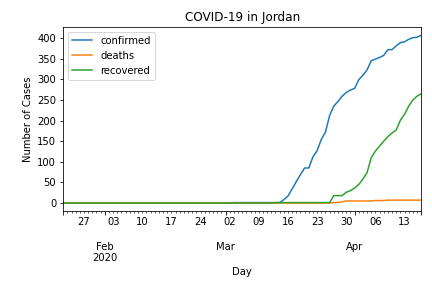 COVID-19 in Jordan
confirmed
deaths
recovered
Number of Cases
400
350
300
250
200
150
100
50
0
27 03 10 17 24 02 09 16 23 30 06 13
Feb Mar Apr
2020
Day